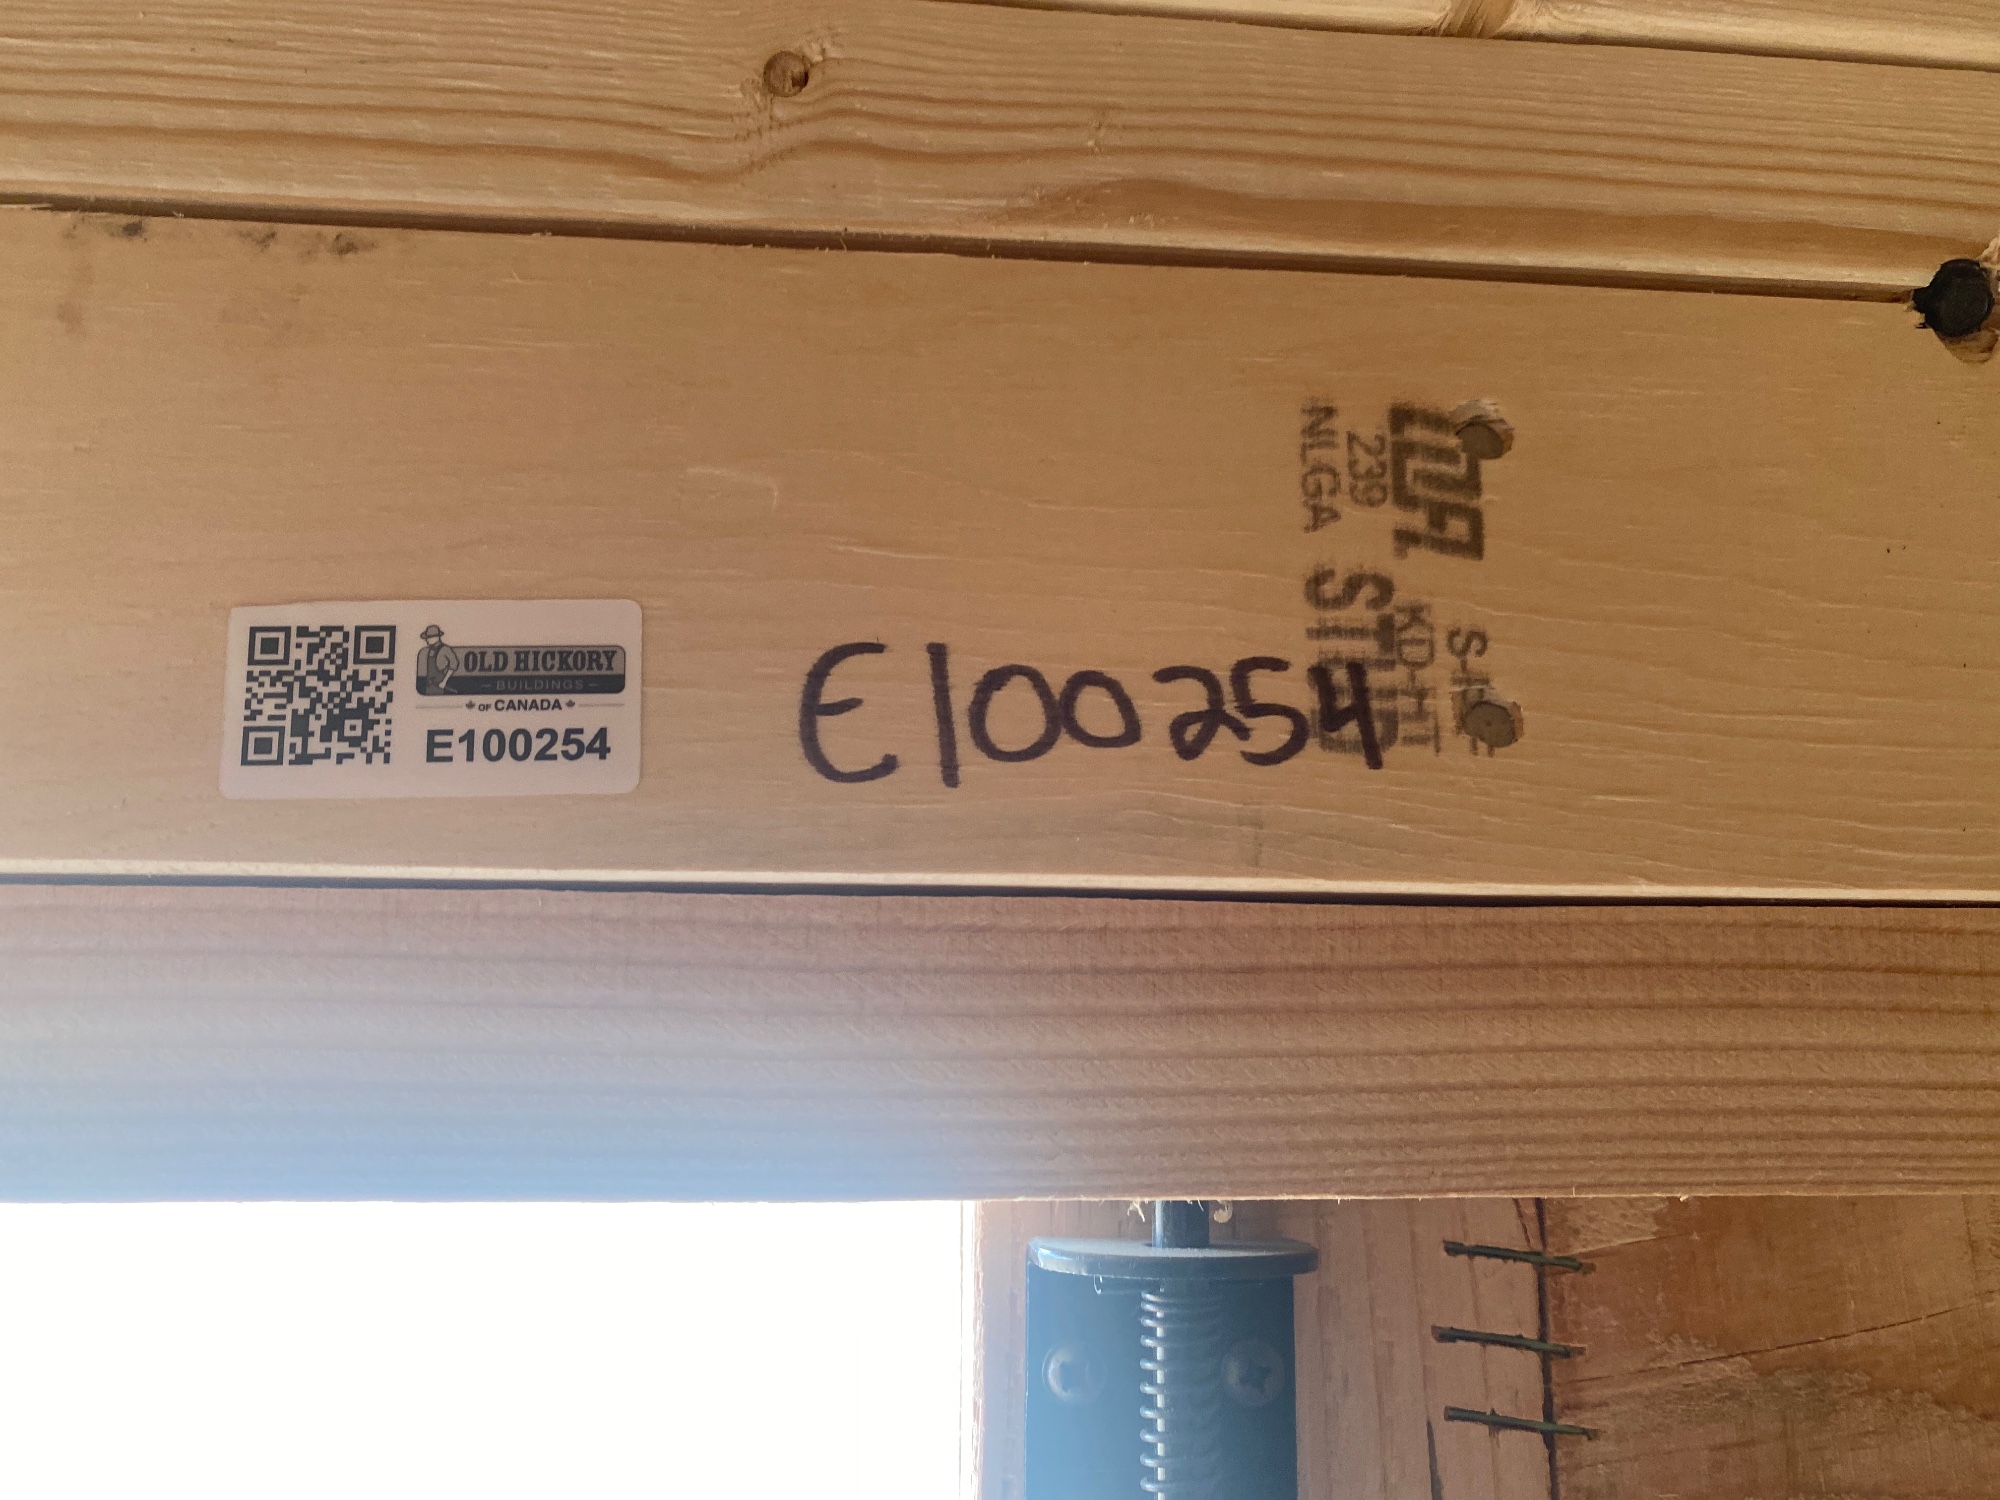 OLD HICKORY
BUILDINGS
OF CANADA
E100254
E100254
239
NLGA
STUD
KD-HT